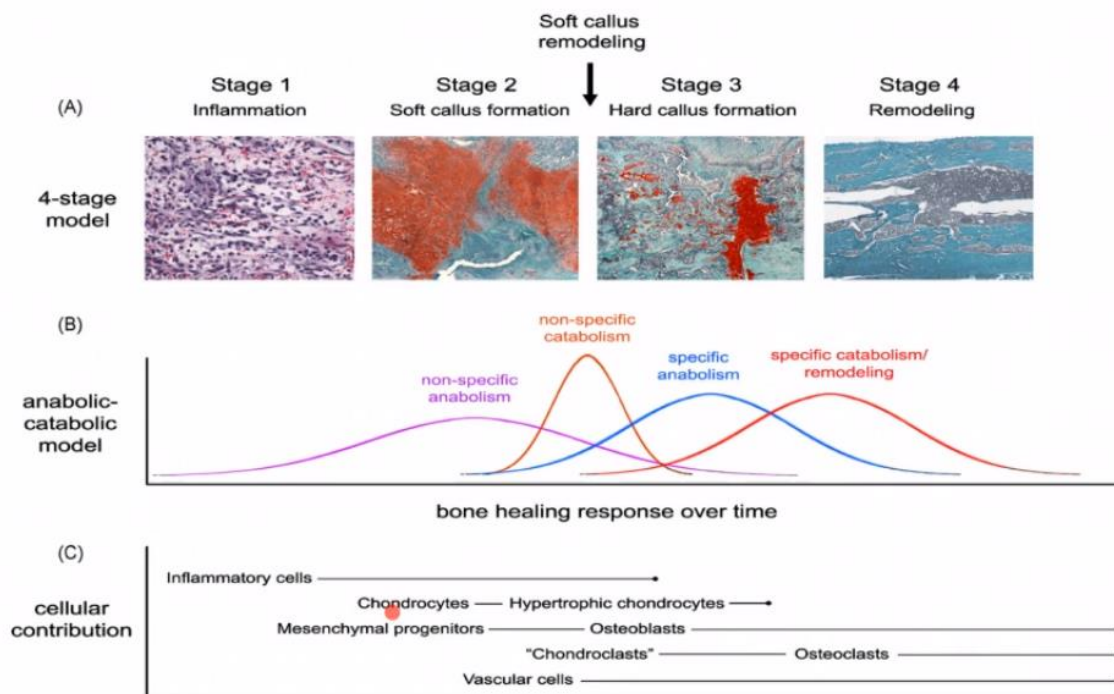 Soft callus
remodeling
Stage 1
Stage 2
Stage 3
Stage 4
(A)
Inflammation
Soft callus formation
Hard callus formation
Remodeling
4-stage
model
(B)
non-specific
catabolism
non-specific
anabolism
specific
anabolism
specific catabolism/
remodeling
anabolic-
catabolic
model
bone healing response over time
(C)
cellular
contribution
Inflammatory cells
Chondrocytes
Hypertrophic chondrocytes
Mesenchymal progenitors
Osteoblasts
"Chondroclasts"
Osteoclasts
Vascular cells